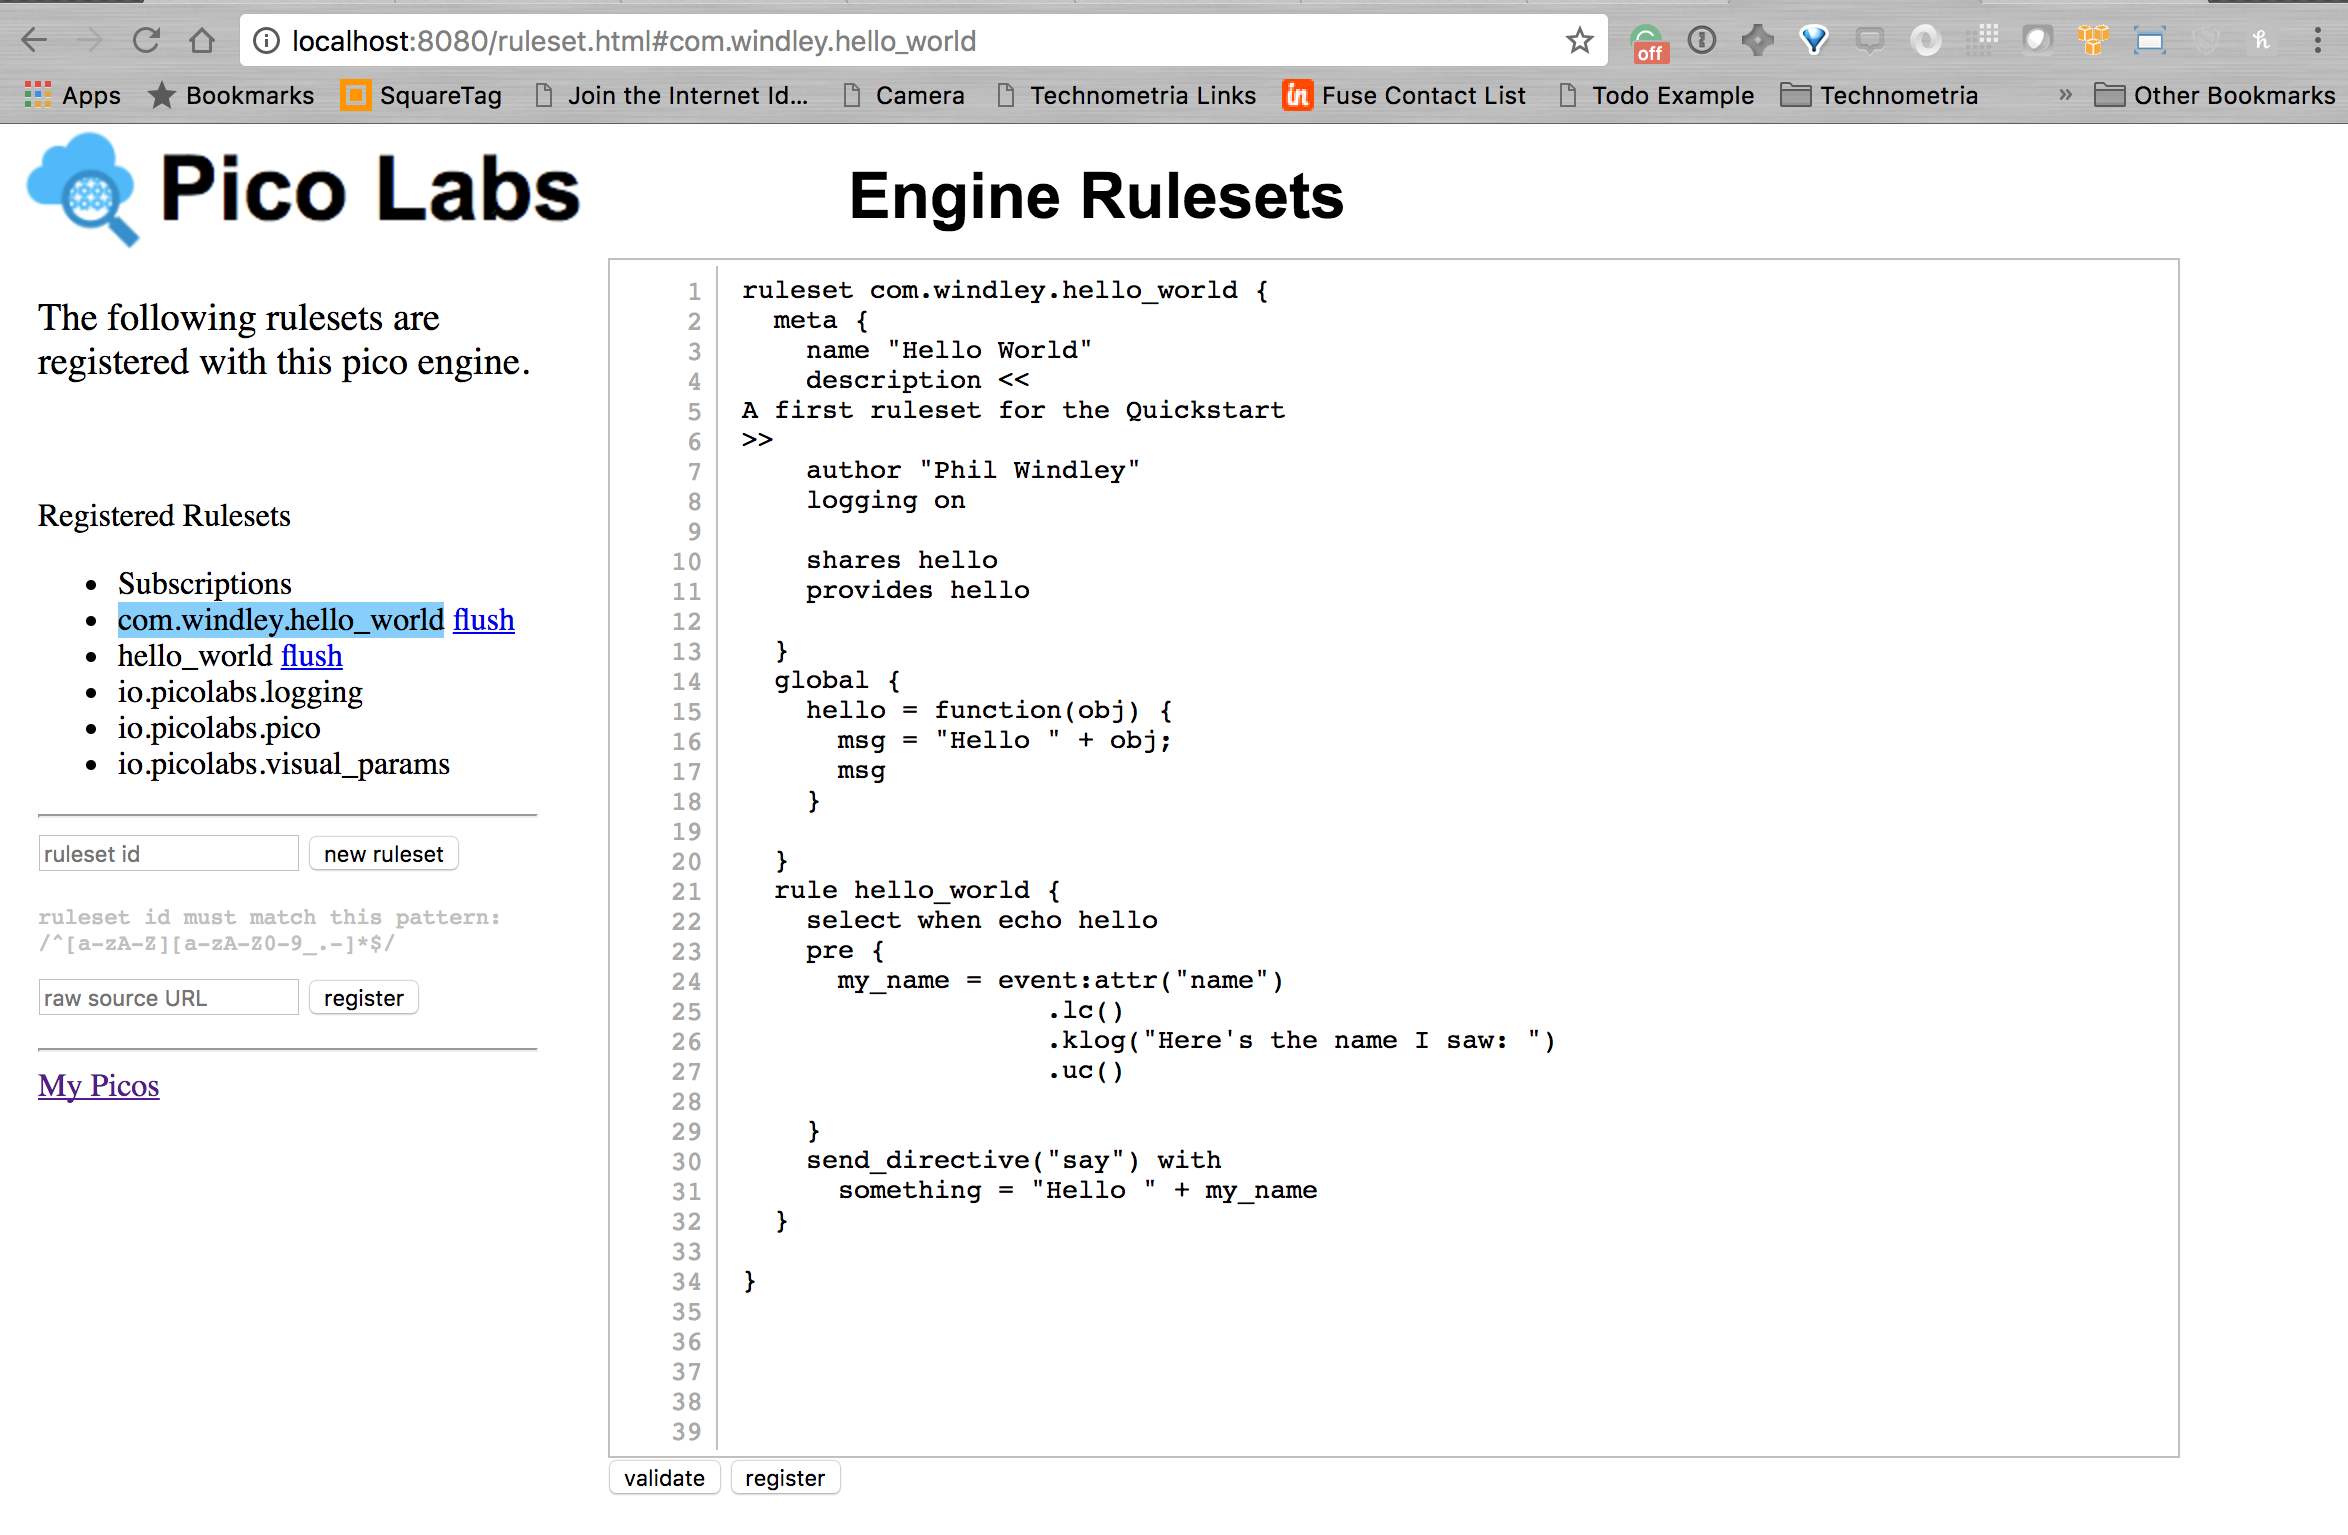 localhost:8080/ruleset.html#com.windley.hello_world
off
Apps Bookmarks SquareTag Join the Internet Id... Camera Technometria Links in Fuse Contact List Todo Example Technometria » Other Bookmarks
Pico Labs
Engine Rulesets
The following rulesets are
registered with this pico engine.
Registered Rulesets
• Subscriptions
• com.windley.hello_world flush
• hello_world flush
• io.picolabs.logging
• io.picolabs.pico
• io.picolabs.visual_params
ruleset id new ruleset
ruleset id must match this pattern:
/^[a-zA-Z][a-zA-Z0-9_.-]*$/
raw source URL register
My Picos
1 ruleset com.windley.hello_world {
2 meta {
3 name "Hello World"
4 description <<
5 A first ruleset for the Quickstart
6 >>
7 author "Phil Windley"
8 logging on
9
10 shares hello
11 provides hello
12
13 }
14 global {
15 hello = function(obj) {
16 msg = "Hello " + obj;
17 msg
18 }
19
20 }
21 rule hello_world {
22 select when echo hello
23 pre {
24 my_name = event:attr("name")
25 .lc()
26 .klog("Here's the name I saw: ")
27 .uc()
28
29 }
30 send_directive("say") with
31 something = "Hello " + my_name
32 }
33
34 }
35
36
37
38
39
validate register